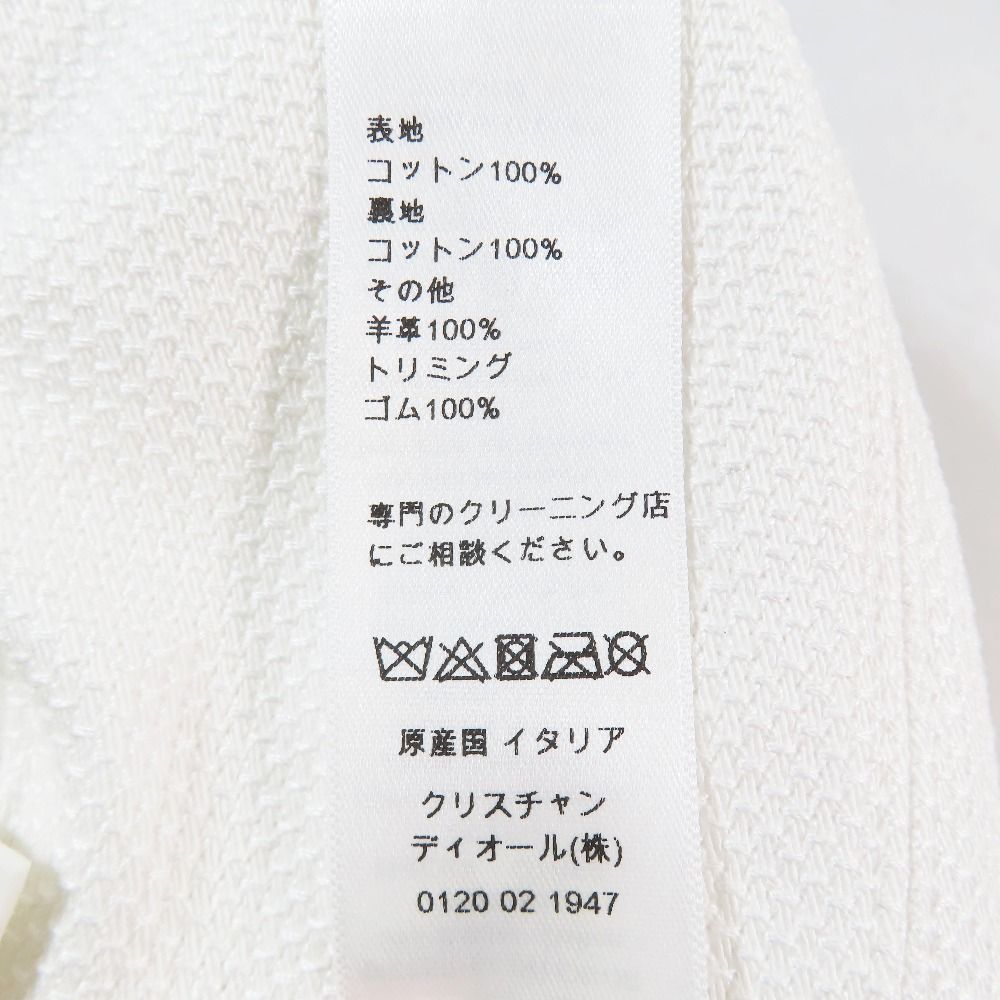 表地
コットン100%
裏地
コットン100%
その他
羊革100%
トリミング
ゴム100%
専門のクリーニング店
にご相談ください。
原産国 イタリア
クリスチャン
ディオール(株)
0120 02 1947